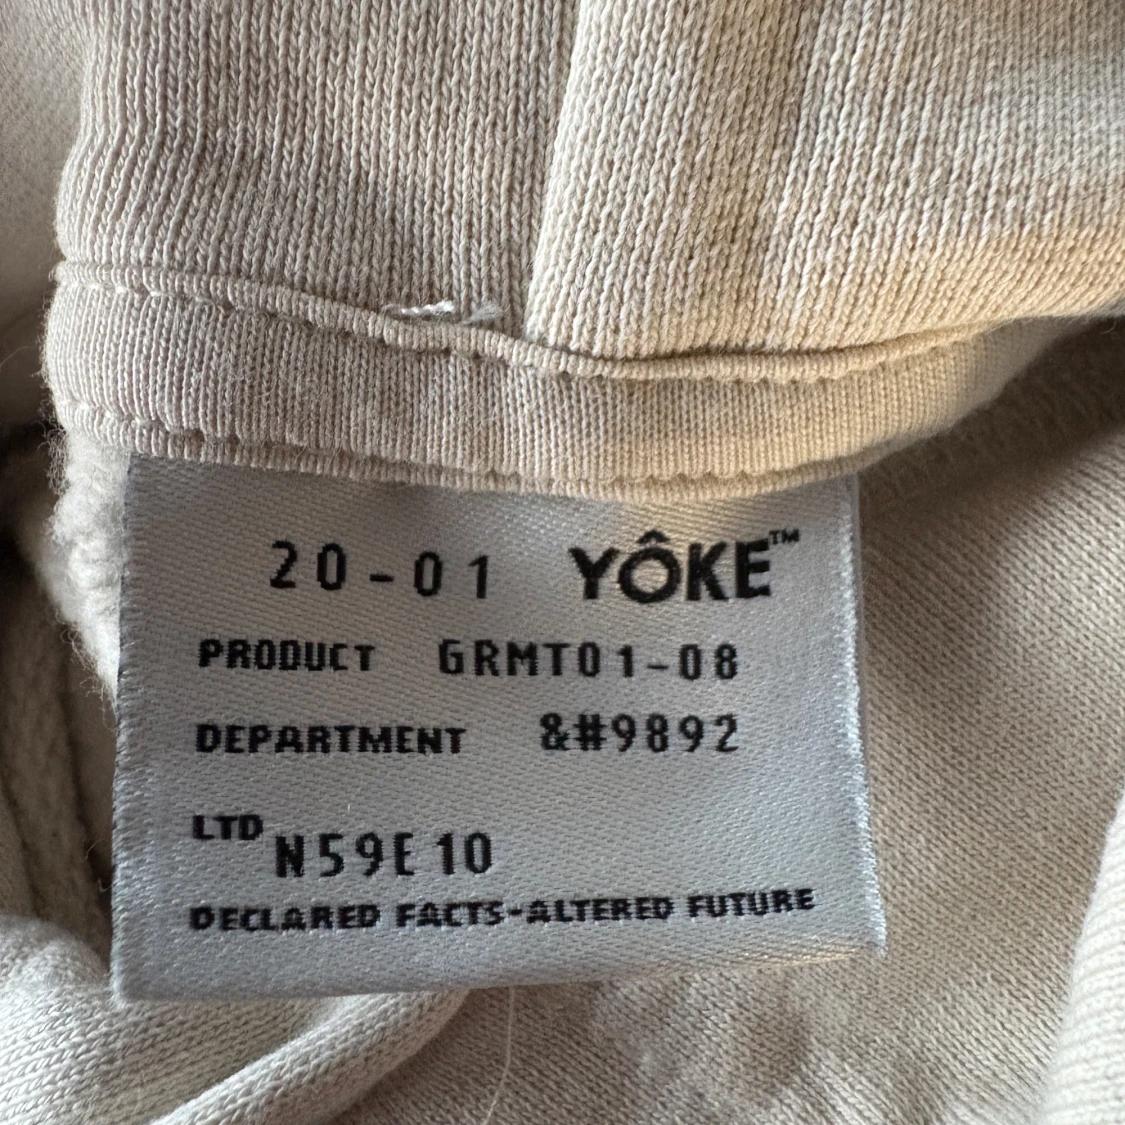 20-01 YÔKE™
PRODUCT GRMT01-08
DEPARTMENT &#9892
LTD N59E10
DECLARED FACTS-ALTERED FUTURE